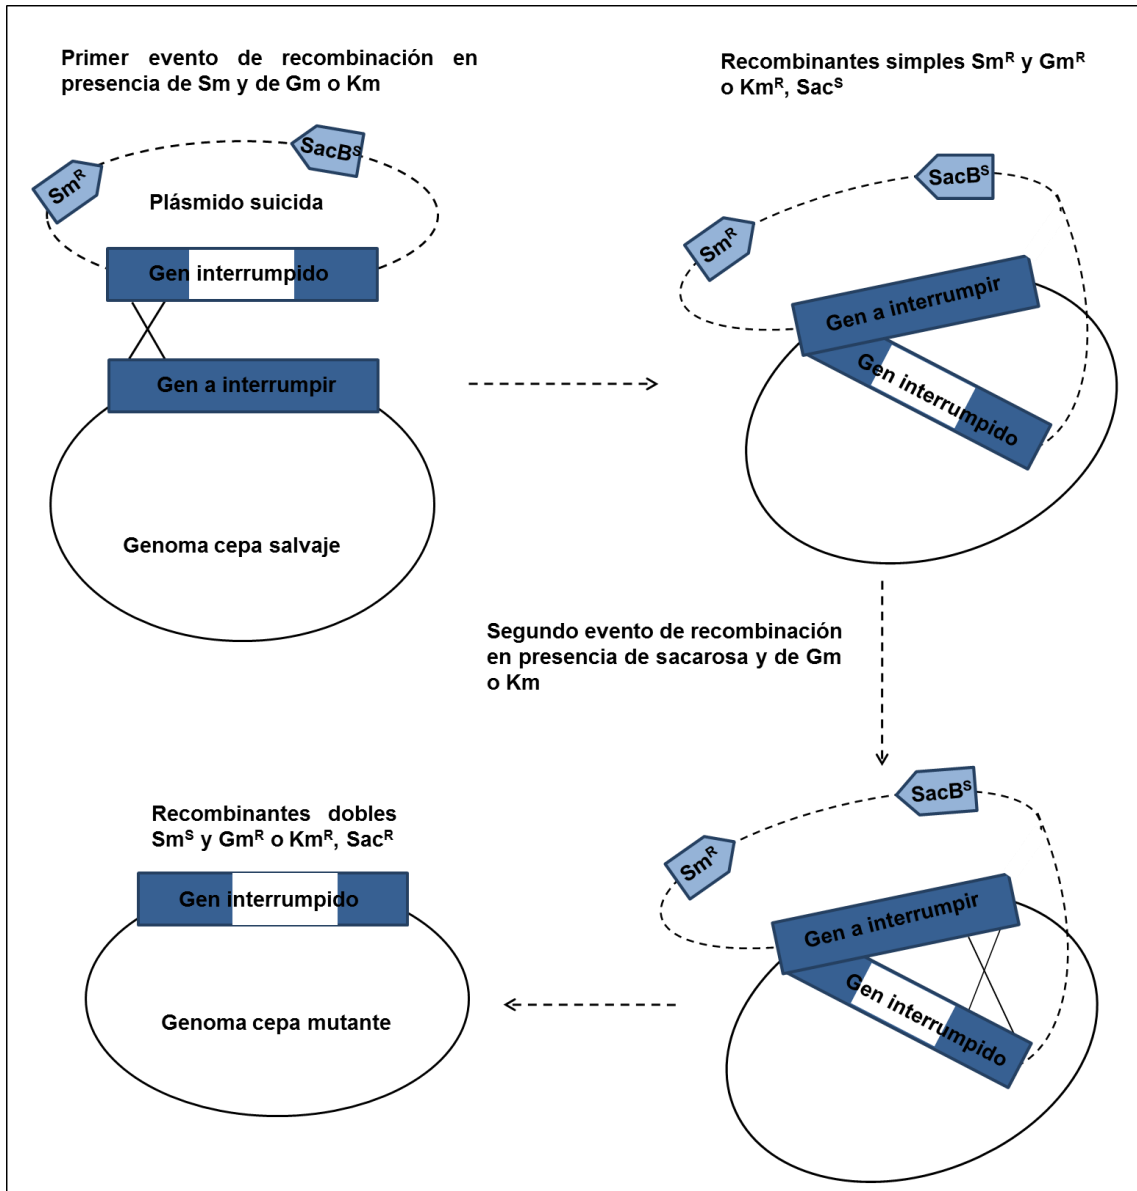 Primer evento de recombinación en
presencia de Sm y de Gm o Km
SacBˢ
Smᴿ
Plásmido suicida
Gen interrumpido
Gen a interrumpir
Genoma cepa salvaje
Recombinantes simples Smᴿ y Gmᴿ
o Kmᴿ, Sacˢ
SacBˢ
Smᴿ
Gen a interrumpir
Gen interrumpido
Segundo evento de recombinación
en presencia de sacarosa y de Gm
o Km
SacBˢ
Smᴿ
Gen a interrumpir
Gen interrumpido
Recombinantes dobles
Smˢ y Gmᴿ o Kmᴿ, Sacᴿ
Gen interrumpido
Genoma cepa mutante